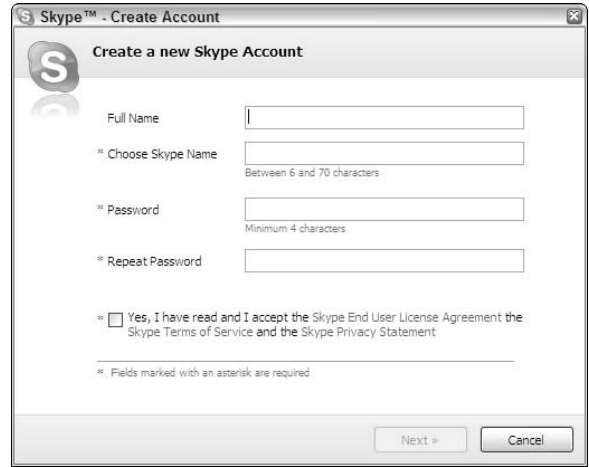 Skype™ - Create Account
Create a new Skype Account
Full Name
* Choose Skype Name
Between 6 and 70 characters
* Password
Minimum 4 characters
* Repeat Password
* Yes, I have read and I accept the Skype End User License Agreement the
Skype Terms of Service and the Skype Privacy Statement
* Fields marked with an asterisk are required
Next »
Cancel